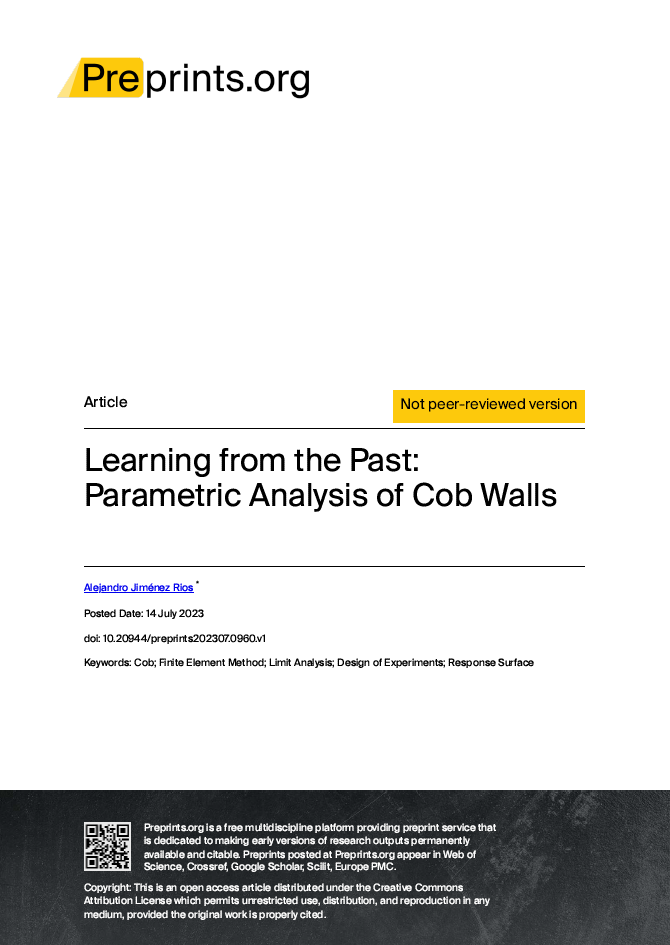 Preprints.org
Article
Not peer-reviewed version
Learning from the Past:
Parametric Analysis of Cob Walls
Alejandro Jiménez Rios *
Posted Date: 14 July 2023
doi: 10.20944/preprints202307.0960.v1
Keywords: Cob; Finite Element Method; Limit Analysis; Design of Experiments; Response Surface
Preprints.org is a free multidiscipline platform providing preprint service that
is dedicated to making early versions of research outputs permanently
available and citable. Preprints posted at Preprints.org appear in Web of
Science, Crossref, Google Scholar, Scilit, Europe PMC.
Copyright: This is an open access article distributed under the Creative Commons
Attribution License which permits unrestricted use, distribution, and reproduction in any
medium, provided the original work is properly cited.